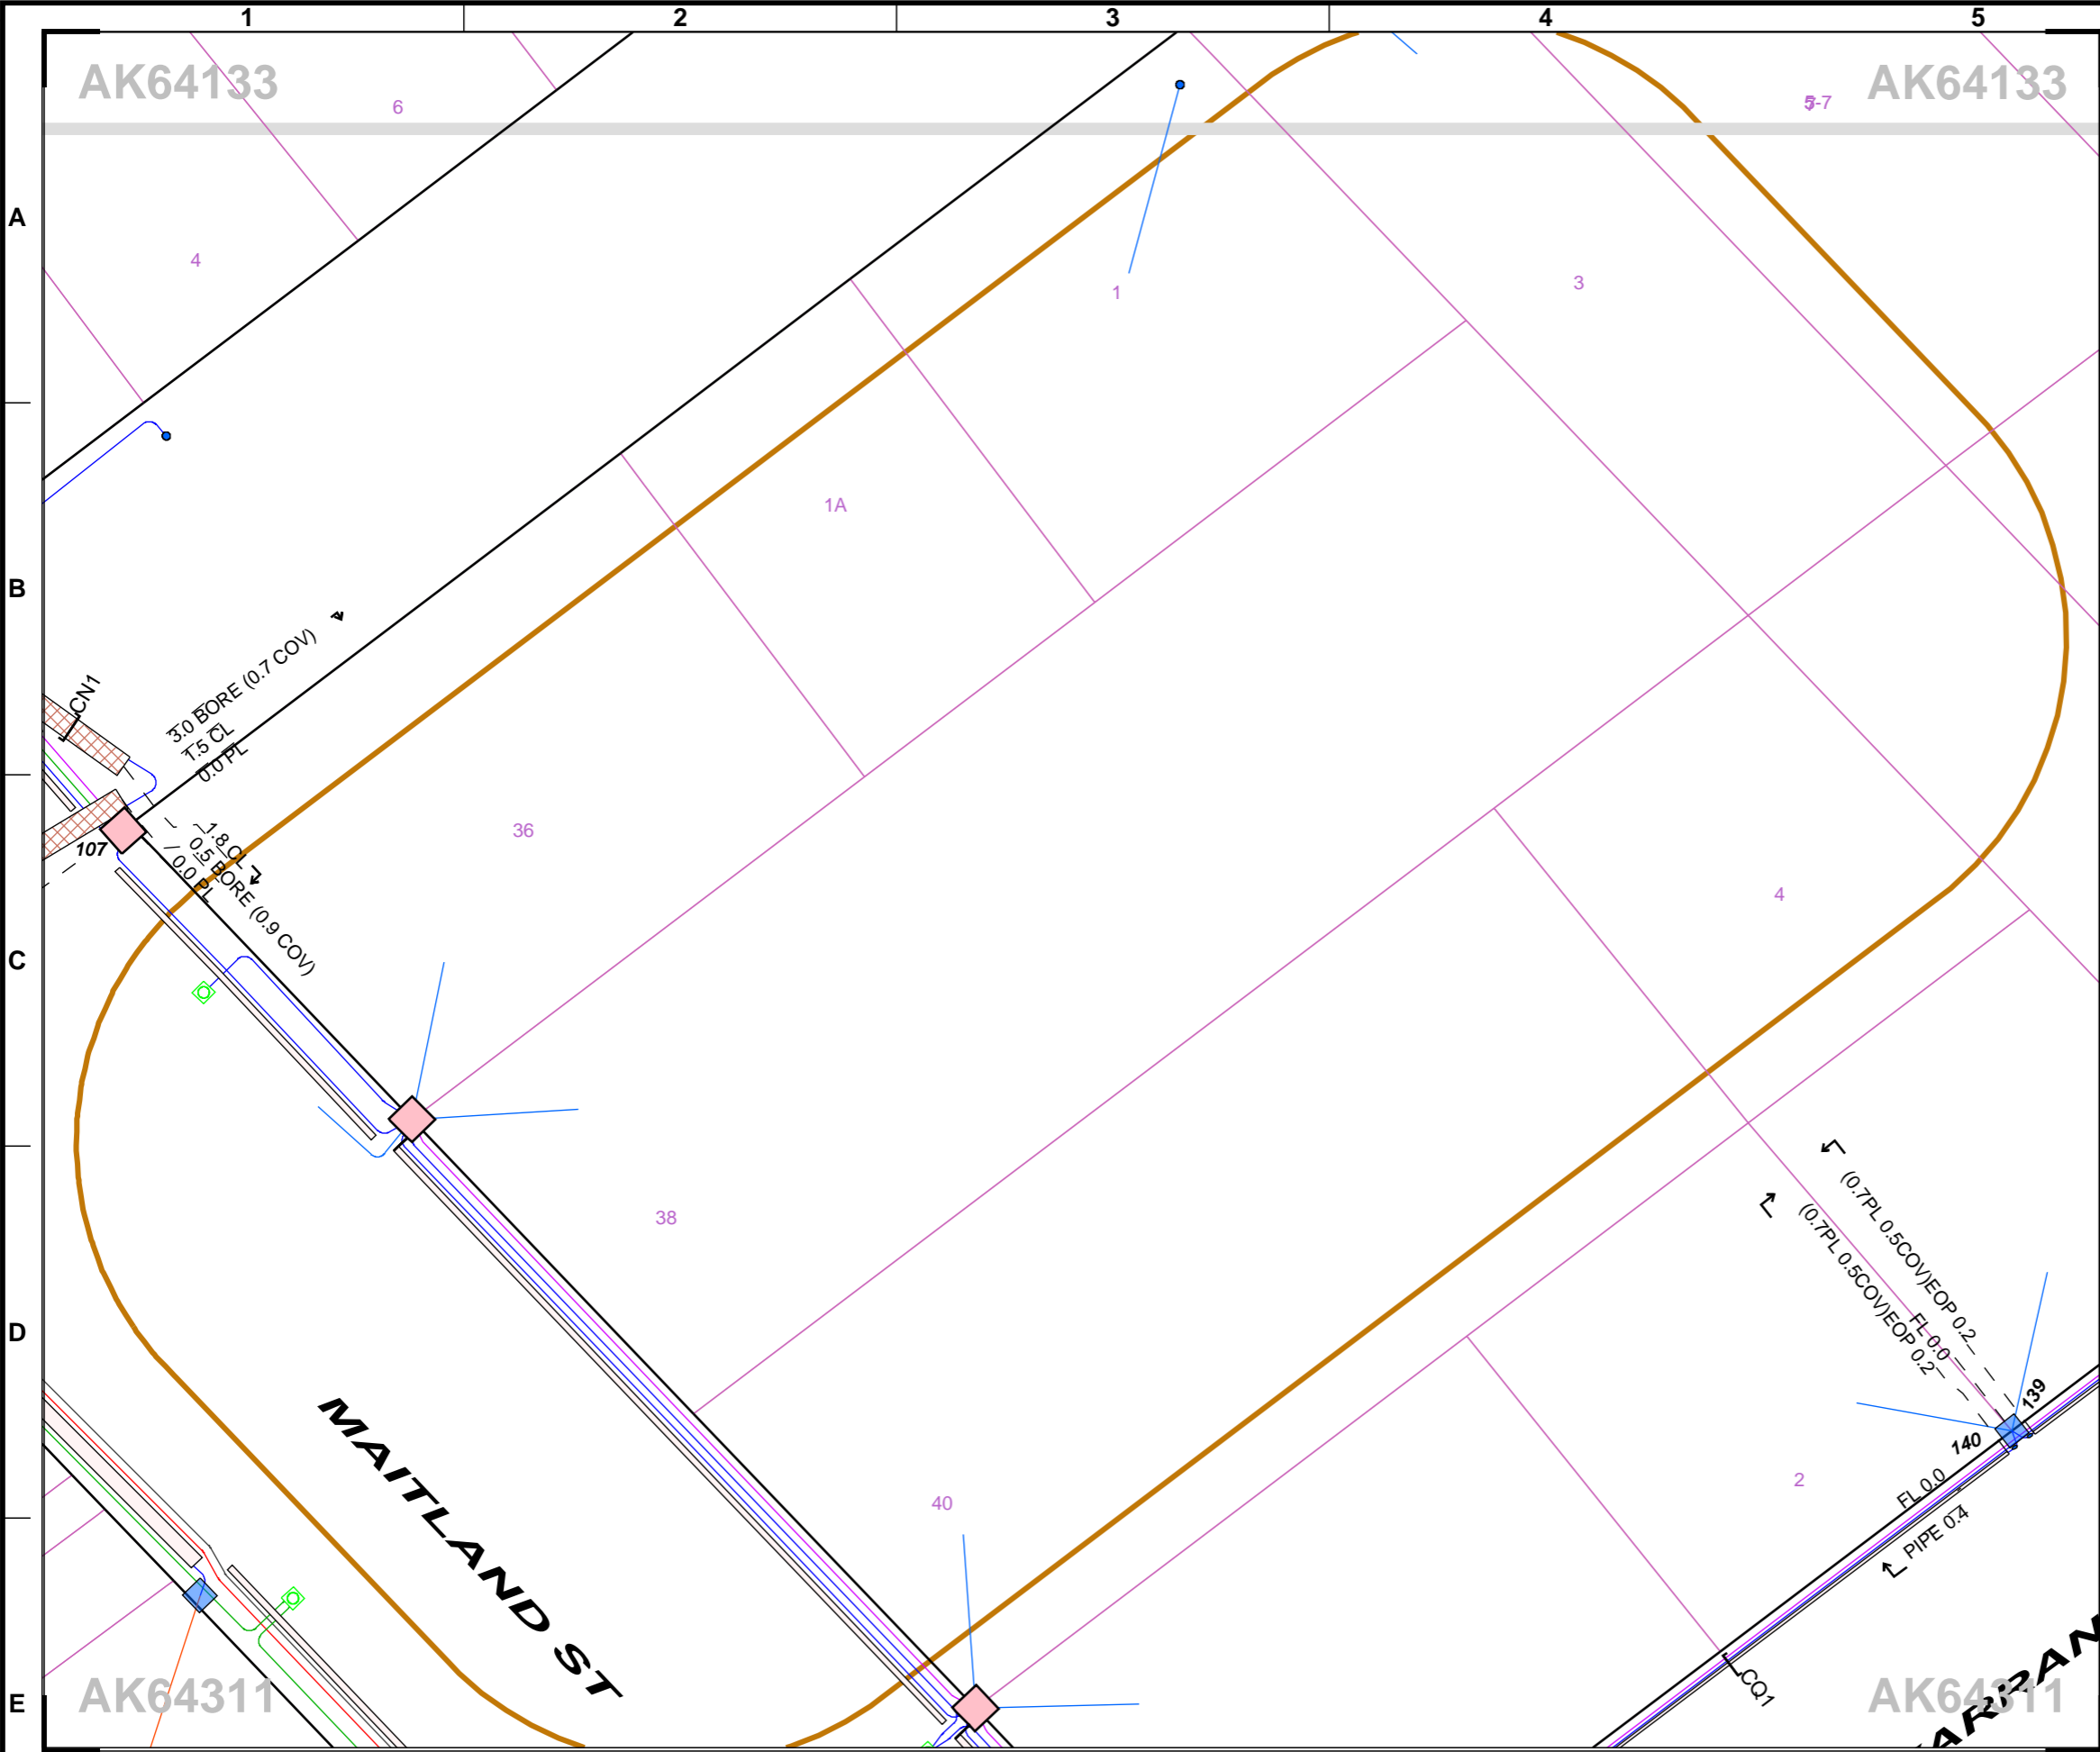 1 2 3 4 5
AK64133
AK64133
6
5-7
A
4
1
3
1A
B
CN1
3.0 BORE (0.7 COV)
1.5 CL
0.0 PL
36
107
1.8 CL
0.5 BORE (0.9 COV)
0.0 PL
4
C
38
(0.7PL 0.5COV)EOP 0.2
FL 0.0
(0.7PL 0.5COV)EOP 0.2
D
139
140
MAITLAND ST
40
2
FL 0.0
PIPE 0.4
CQ1
AK64311
AK64311
E